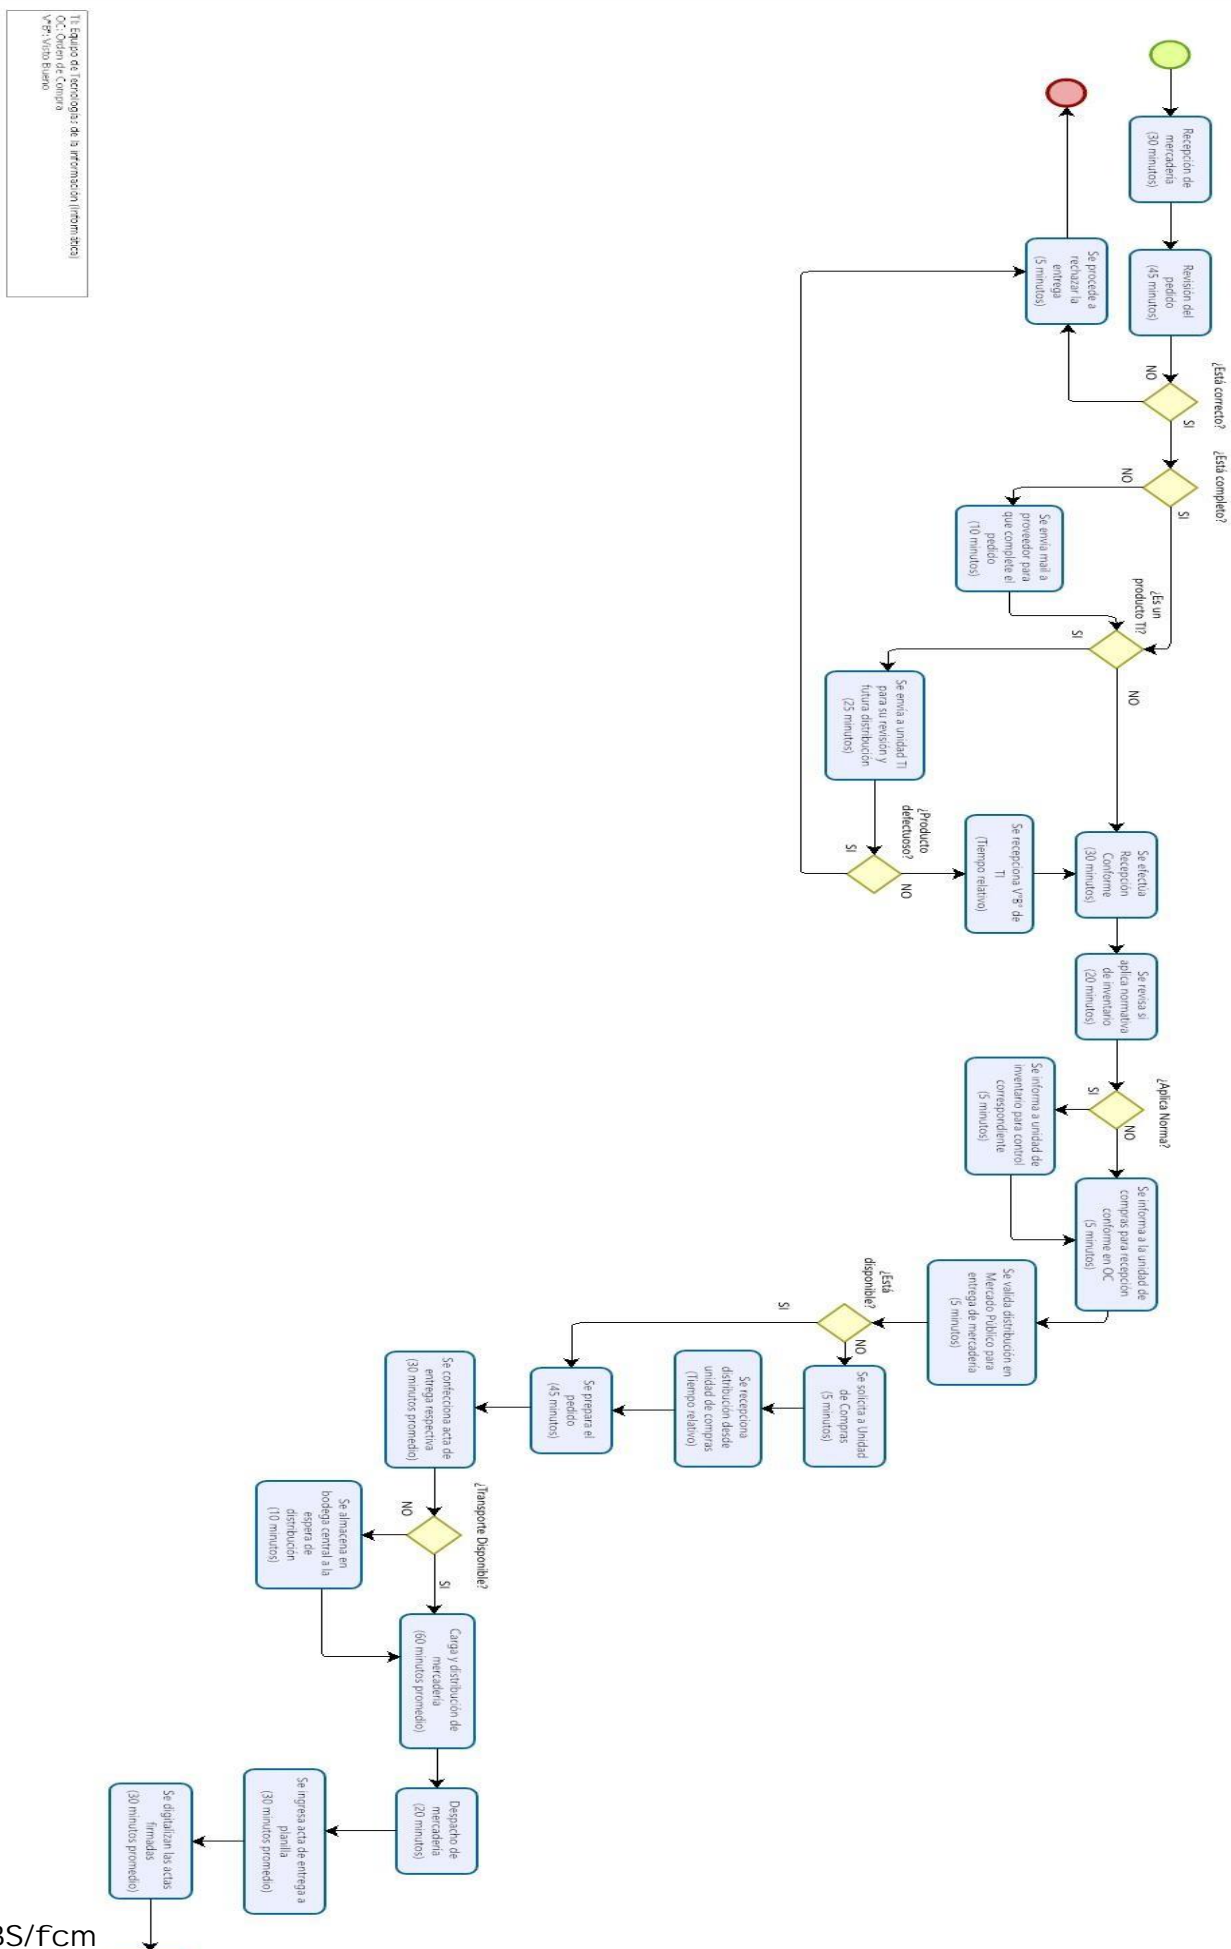 Recepción de
mercadería
(30 minutos)
Revisión del
pedido
(45 minutos)
¿Está correcto?
NO
SI
Se procede a
rechazar la
entrega
(5 minutos)
¿Está completo?
NO
SI
Se envía mail a
proveedor para
que complete el
pedido
(10 minutos)
¿Es un
producto TI?
SI
NO
Se envía a unidad TI
para su revisión y
futura distribución
(25 minutos)
¿Producto
defectuoso?
SI
NO
Se recepciona V°B° de
TI
(Tiempo relativo)
Se efectúa
Recepción
Conforme
(30 minutos)
Se revisa si
aplica normativa
de inventario
(20 minutos)
¿Aplica Norma?
SI
NO
Se informa a unidad de
inventario para control
correspondiente
(5 minutos)
Se informa a la unidad de
compras para recepción
conforme en OC
(5 minutos)
Se valida distribución en
Mercado Público para
entrega de mercadería
(5 minutos)
¿Está
disponible?
SI
NO
Se solicita a Unidad
de Compras
(5 minutos)
Se recepciona
distribución desde
unidad de compras
(Tiempo relativo)
Se prepara el
pedido
(45 minutos)
Se confecciona acta de
entrega respectiva
(30 minutos promedio)
¿Transporte Disponible?
NO
SI
Se almacena en
bodega central a la
espera de
distribución
(10 minutos)
Carga y distribución de
mercadería
(60 minutos promedio)
Despacho de
mercadería
(20 minutos)
Se ingresa acta de entrega a
planilla
(30 minutos promedio)
Se digitalizan las actas
firmadas
(30 minutos promedio)
TI: Equipo de Tecnologías de la información (Informática)
OC: Orden de Compra
V°B°: Visto Bueno
BS/fcm